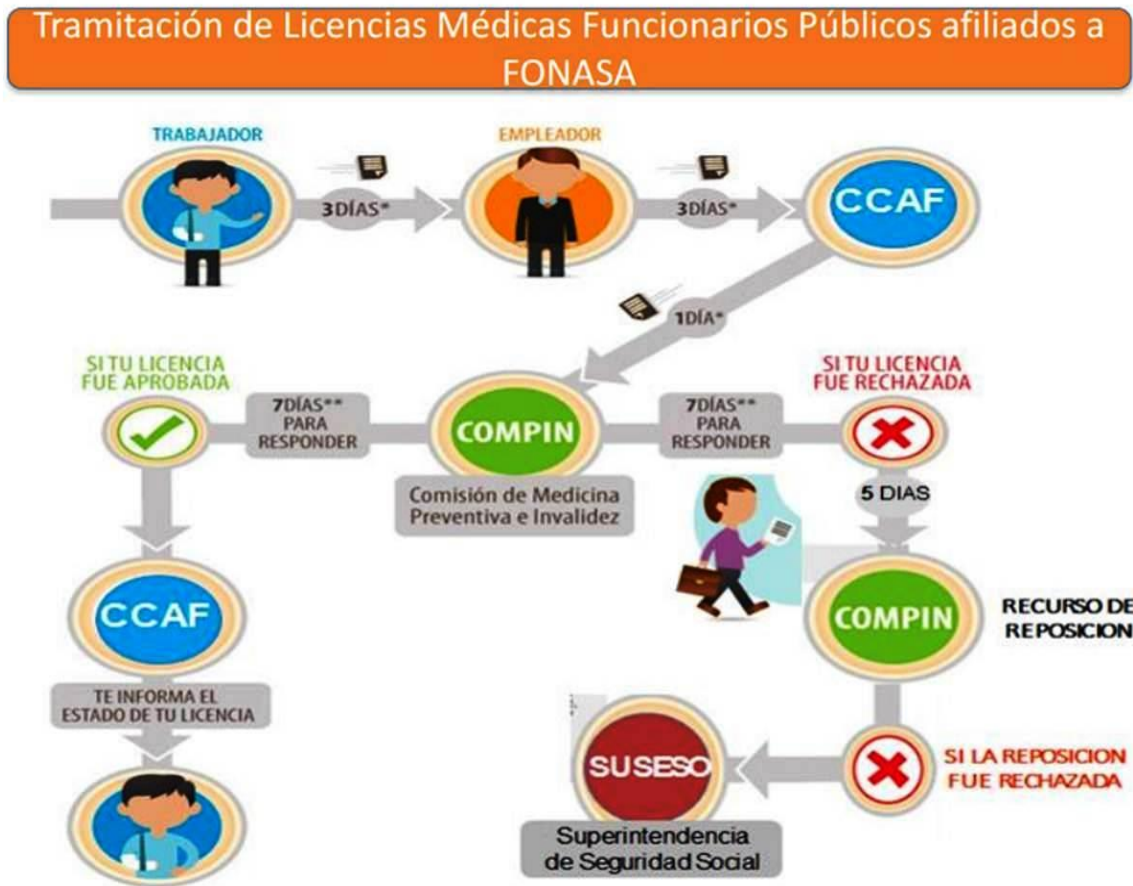 Tramitación de Licencias Médicas Funcionarios Públicos afiliados a
FONASA
TRABAJADOR
EMPLEADOR
3DÍAS*
3DÍAS*
CCAF
1DÍA*
SI TU LICENCIA
FUE APROBADA
SI TU LICENCIA
FUE RECHAZADA
7DÍAS**
PARA
RESPONDER
COMPIN
7DÍAS**
PARA
RESPONDER
Comisión de Medicina
Preventiva e Invalidez
5 DIAS
CCAF
COMPIN
RECURSO DE
REPOSICION
TE INFORMA EL
ESTADO DE TU LICENCIA
SUSESO
SI LA REPOSICION
FUE RECHAZADA
Superintendencia
de Seguridad Social